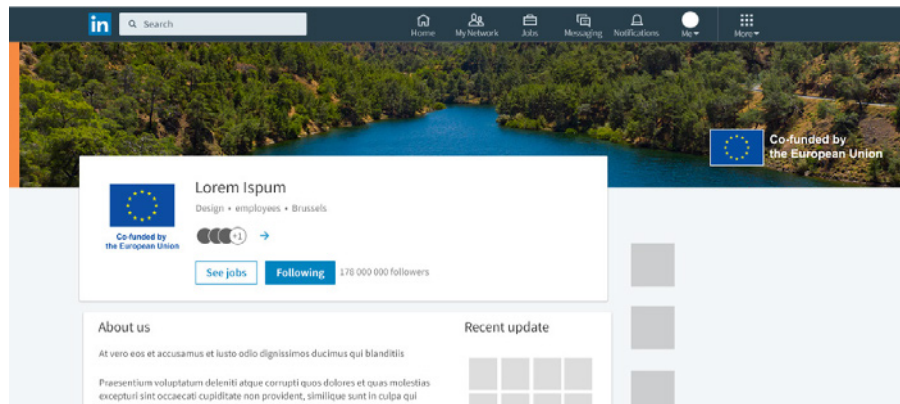 in
Search
Home
My Network
Jobs
Messaging
Notifications
Me
More
Co-funded by
the European Union
Lorem Ispum
Design • employees • Brussels
Co-funded by
the European Union
+1
See jobs
Following
178 000 000 followers
About us
At vero eos et accusamus et iusto odio dignissimos ducimus qui blanditiis
Praesentium voluptatum deleniti atque corrupti quos dolores et quas molestias
excepturi sint occaecati cupiditate non provident, similique sunt in culpa qui
Recent update